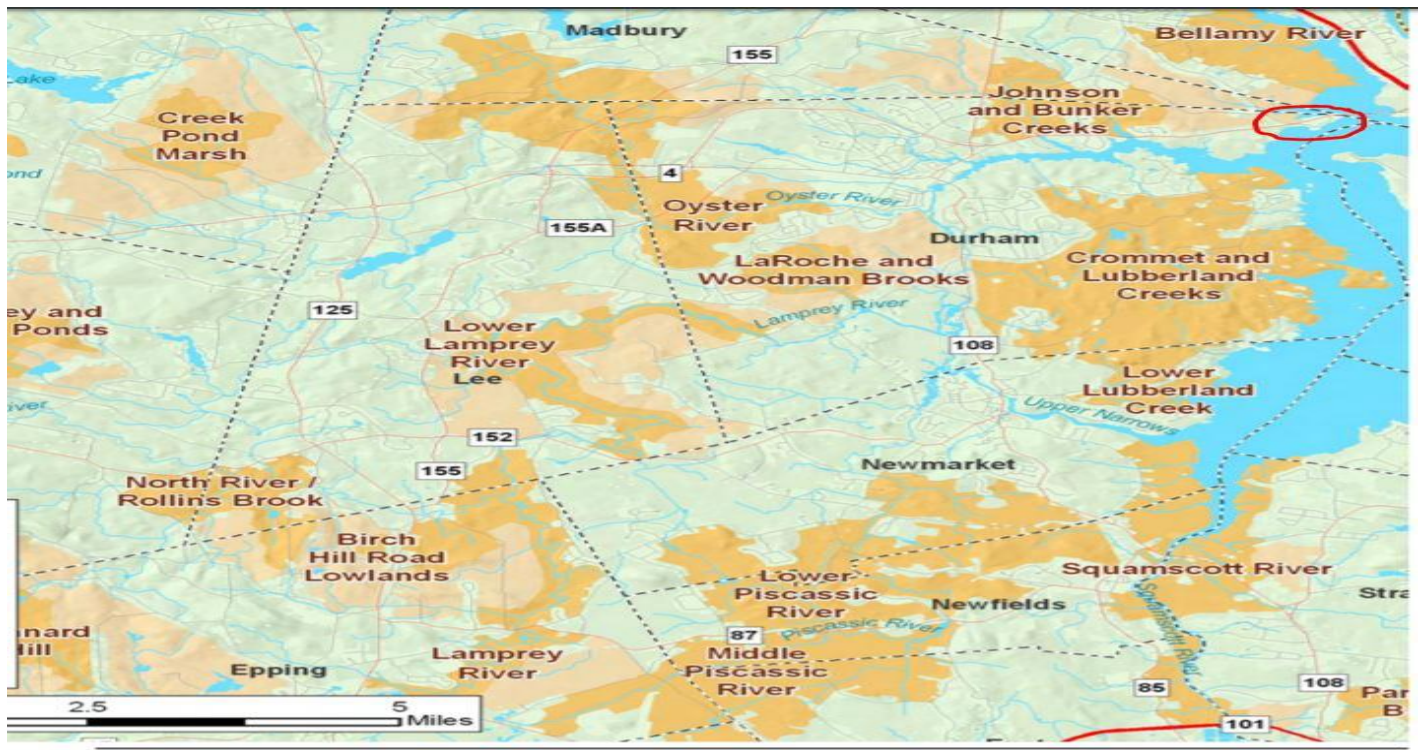 Madbury
155
Bellamy River
Lake
Creek
Pond
Marsh
Johnson
and Bunker
Creeks
ond
4
Oyster River
Oyster
River
155A
Durham
LaRoche and
Woodman Brooks
Crommet and
Lubberland
Creeks
ey and
Ponds
125
Lower
Lamprey
River
Lee
Lamprey River
108
Lower
Lubberland
Creek
iver
Upper Narrows
152
155
Newmarket
North River /
Rollins Brook
Birch
Hill Road
Lowlands
Lower
Piscassic
River
Squamscott River
Newfields
Stra
Squamscott River
nard
Hill
87
Piscassic River
Middle
Piscassic
River
Epping
Lamprey
River
85
108
Par
B
2.5
5
Miles
101